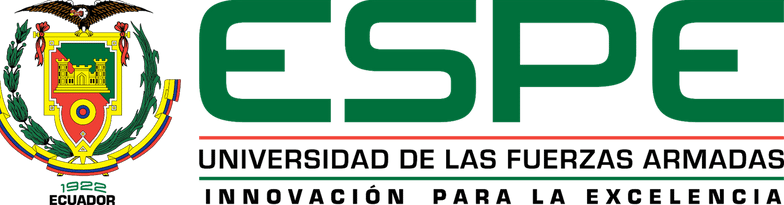 ESPE
UNIVERSIDAD DE LAS FUERZAS ARMADAS
INNOVACIÓN PARA LA EXCELENCIA
1922
ECUADOR